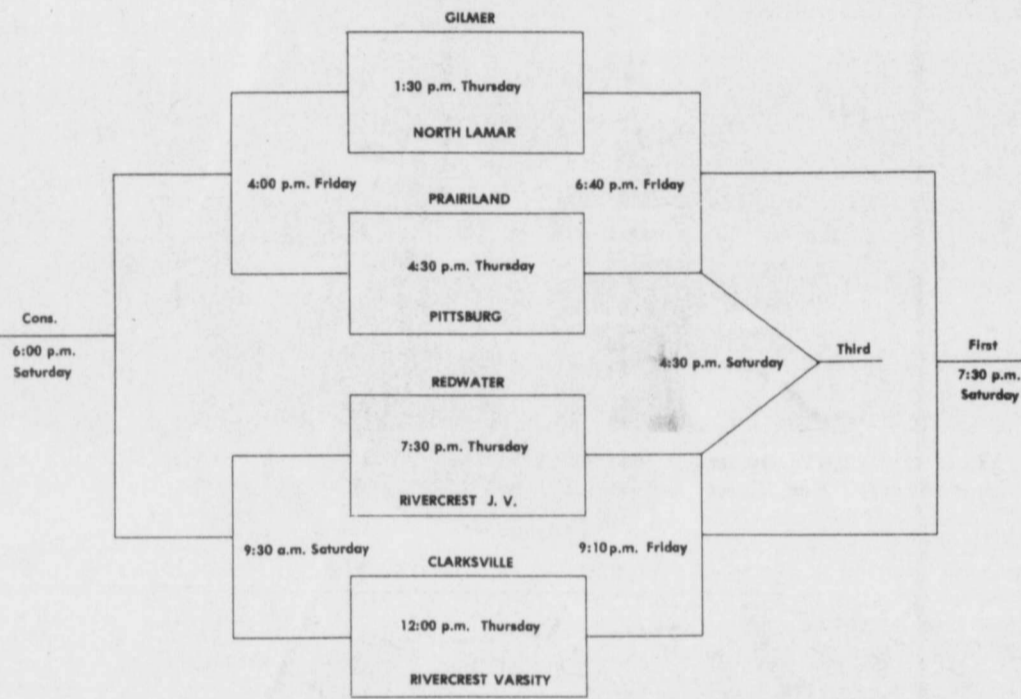 GILMER
1:30 p.m. Thursday
NORTH LAMAR
4:00 p.m. Friday
6:40 p.m. Friday
PRAIRILAND
4:30 p.m. Thursday
PITTSBURG
Cons.
6:00 p.m.
Saturday
4:30 p.m. Saturday
Third
First
7:30 p.m.
Saturday
REDWATER
7:30 p.m. Thursday
RIVERCREST J. V.
9:30 a.m. Saturday
9:10 p.m. Friday
CLARKSVILLE
12:00 p.m. Thursday
RIVERCREST VARSITY